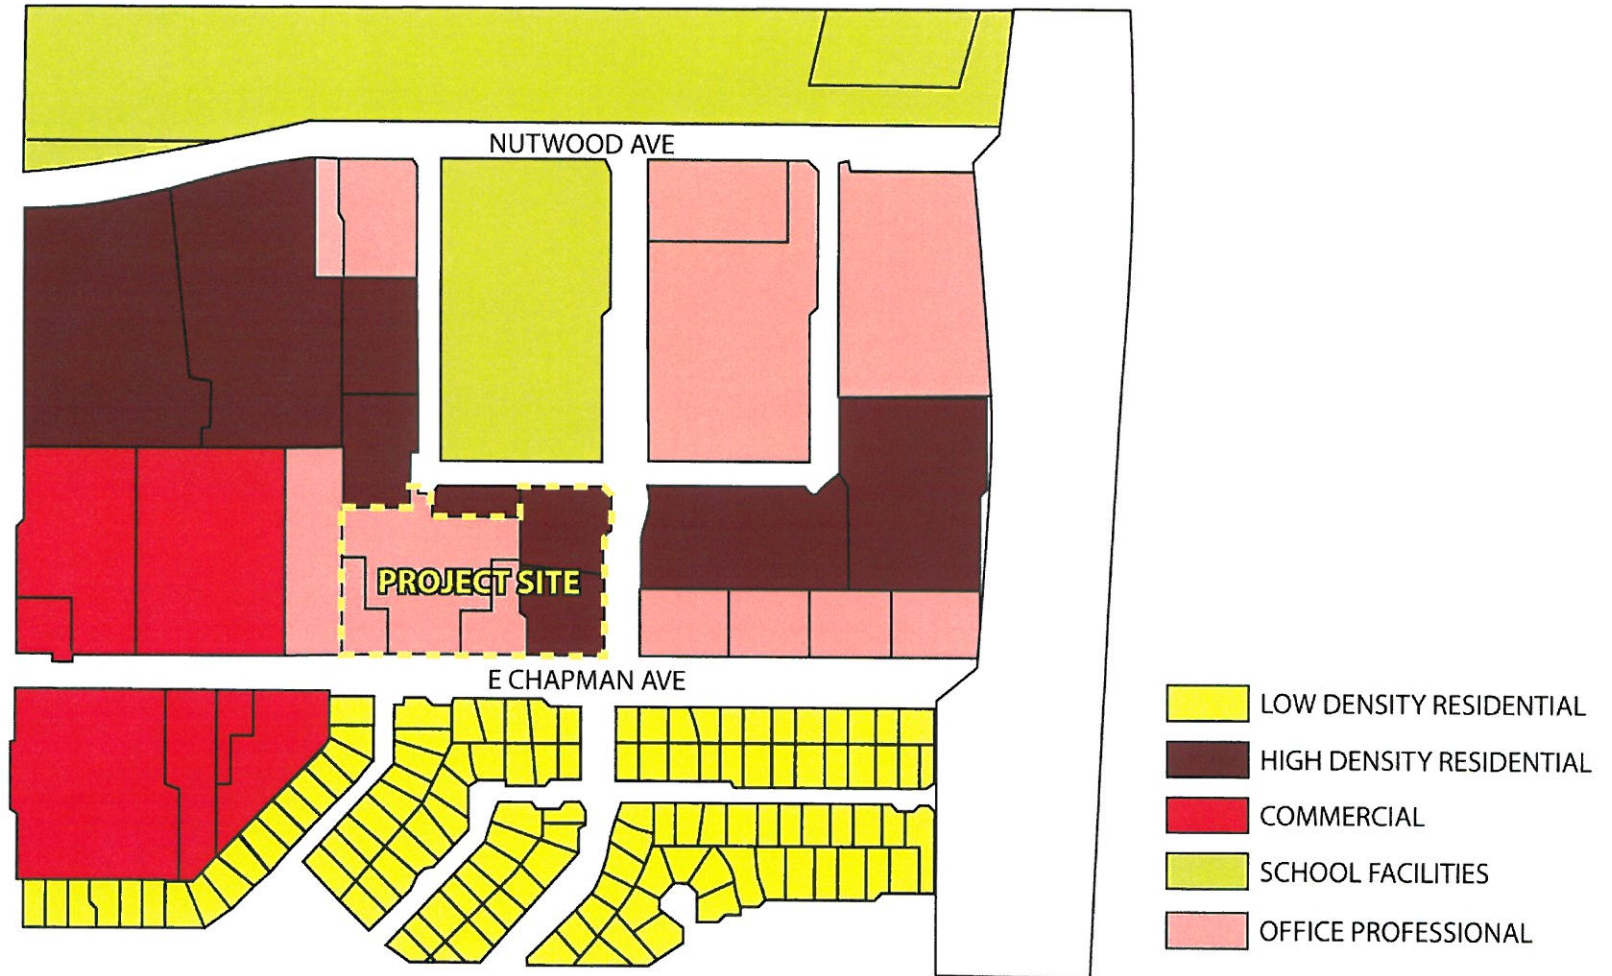 NUTWOOD AVE
PROJECT SITE
E CHAPMAN AVE
LOW DENSITY RESIDENTIAL
HIGH DENSITY RESIDENTIAL
COMMERCIAL
SCHOOL FACILITIES
OFFICE PROFESSIONAL